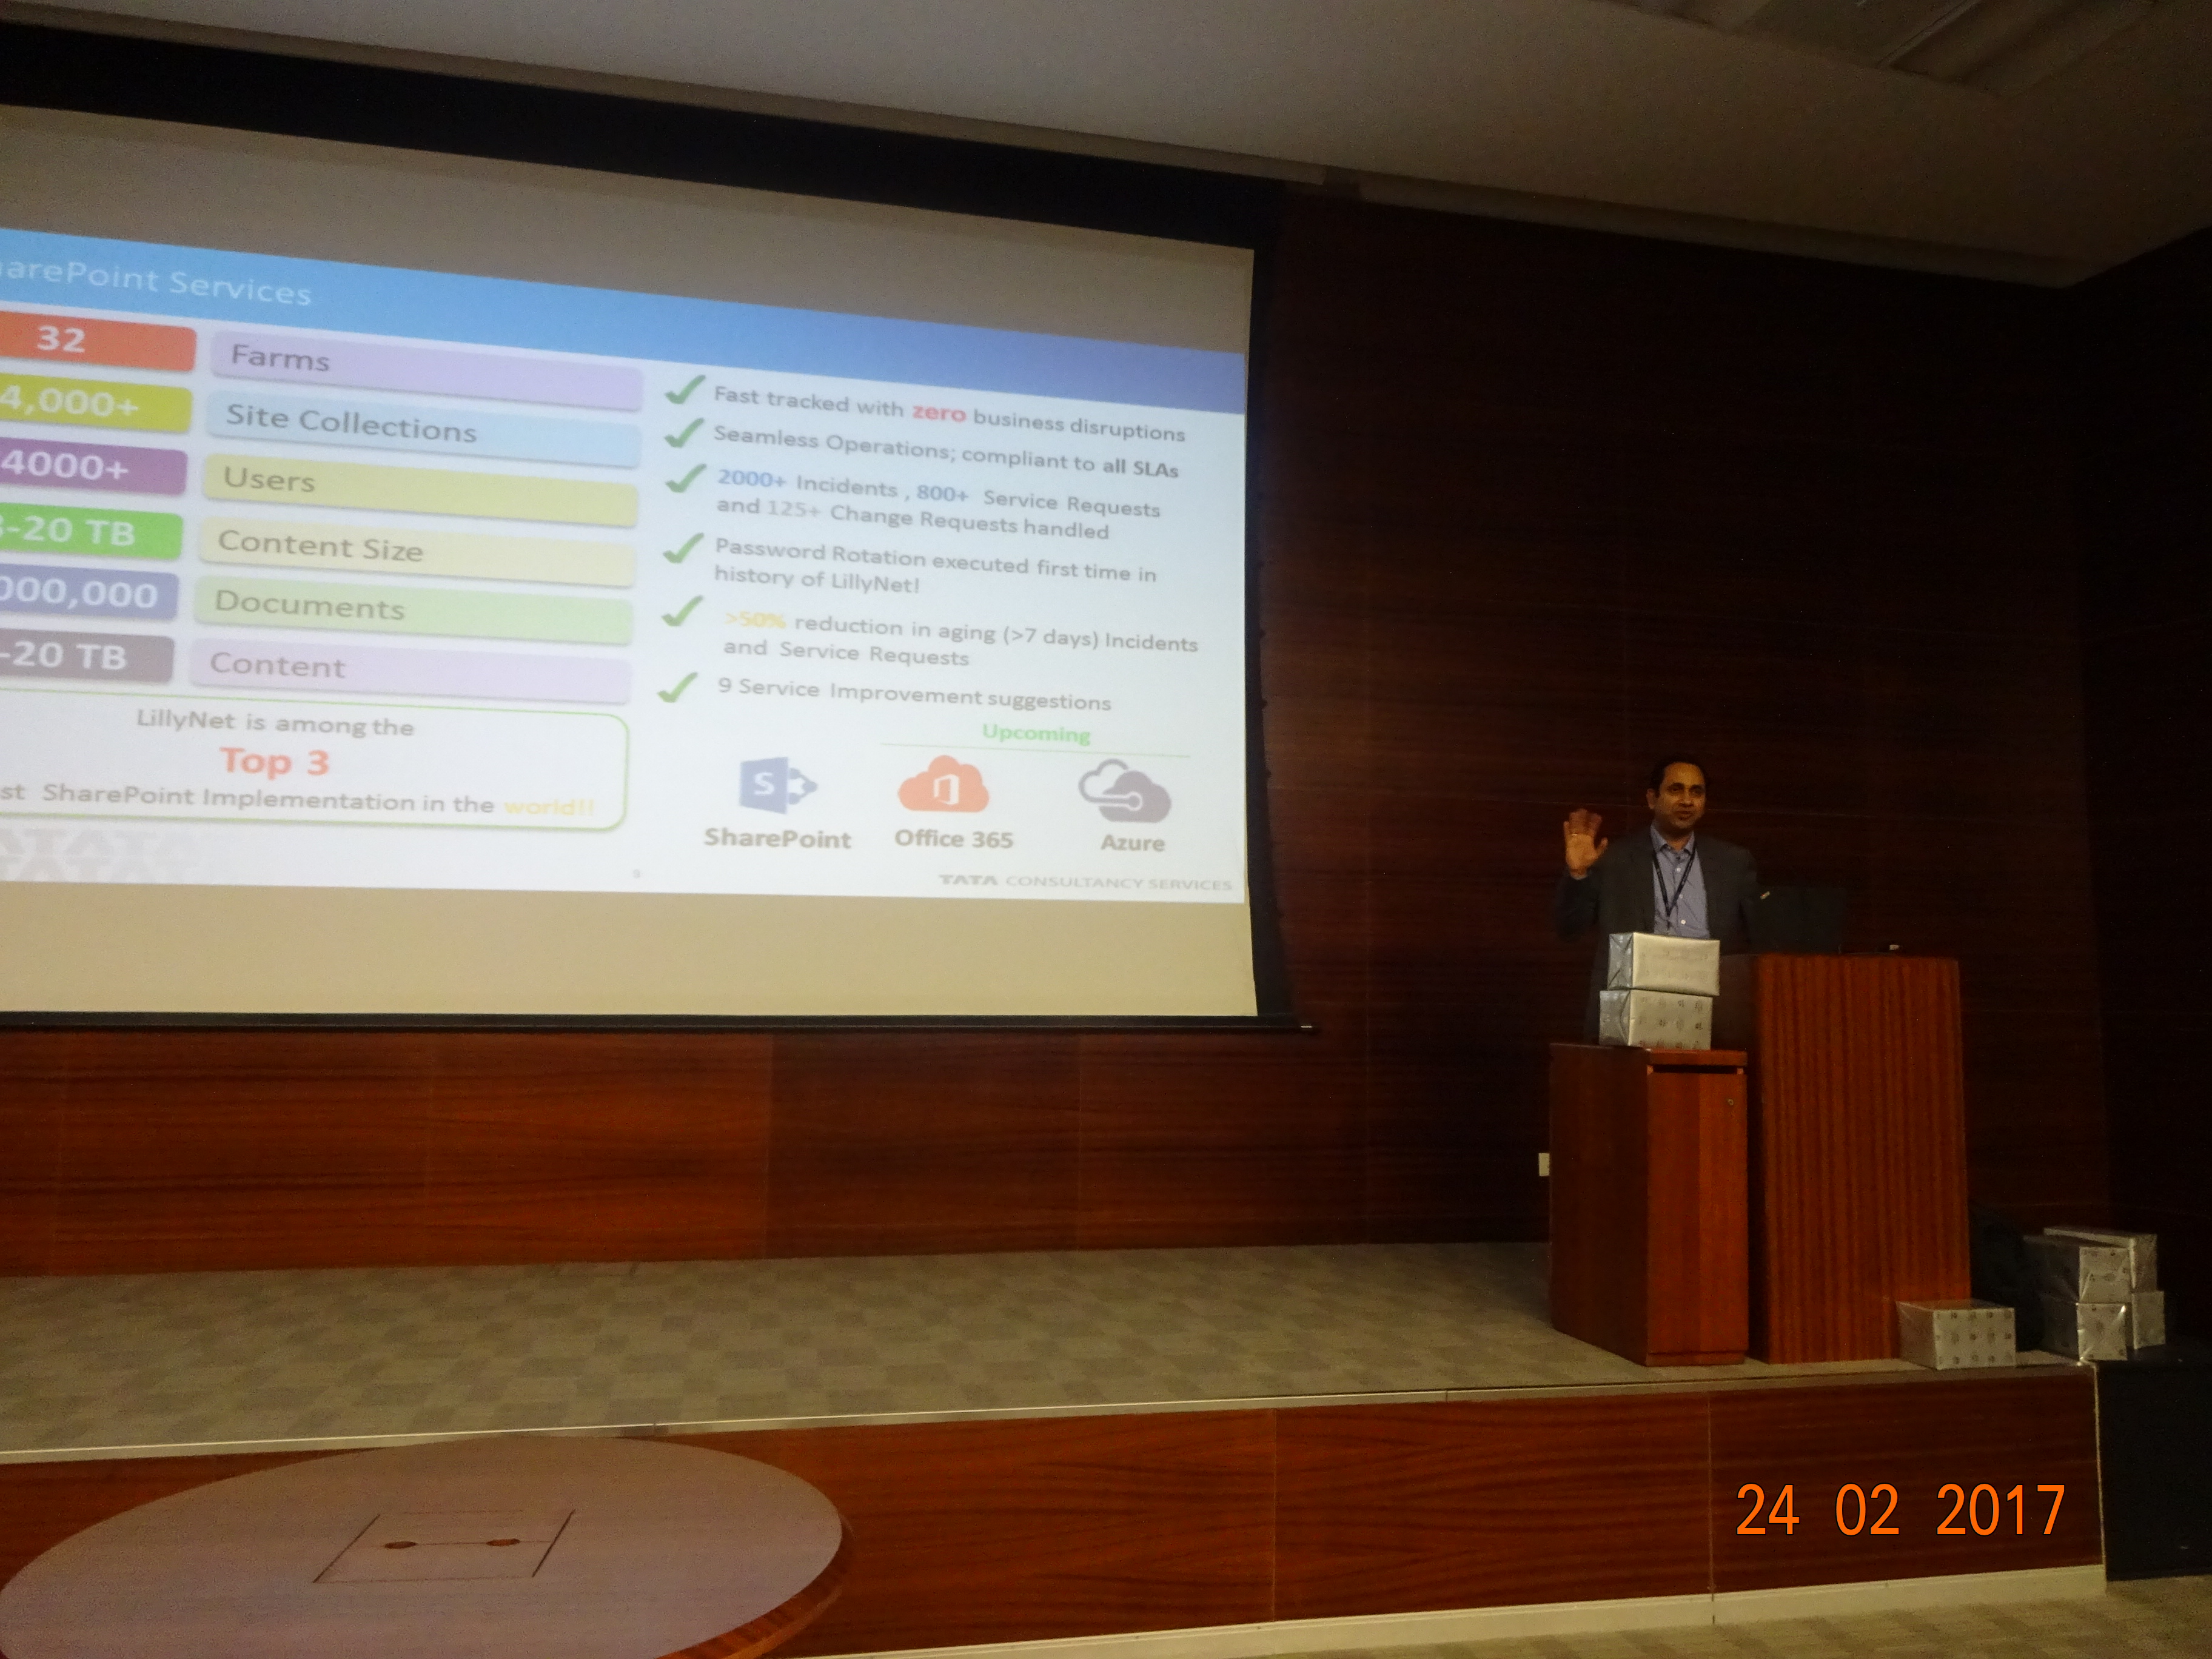 arePoint Services
32 Farms
4,000+ Site Collections
4000+ Users
-20 TB Content Size
000,000 Documents
-20 TB Content
LillyNet is among the
Top 3
st SharePoint Implementation in the world!!
Fast tracked with zero business disruptions
Seamless Operations; compliant to all SLAs
2000+ Incidents , 800+ Service Requests
and 125+ Change Requests handled
Password Rotation executed first time in
history of LillyNet!
>50% reduction in aging (>7 days) Incidents
and Service Requests
9 Service Improvement suggestions
Upcoming
S
SharePoint
Office 365
Azure
TATA TATA
TATA CONSULTANCY SERVICES
24 02 2017